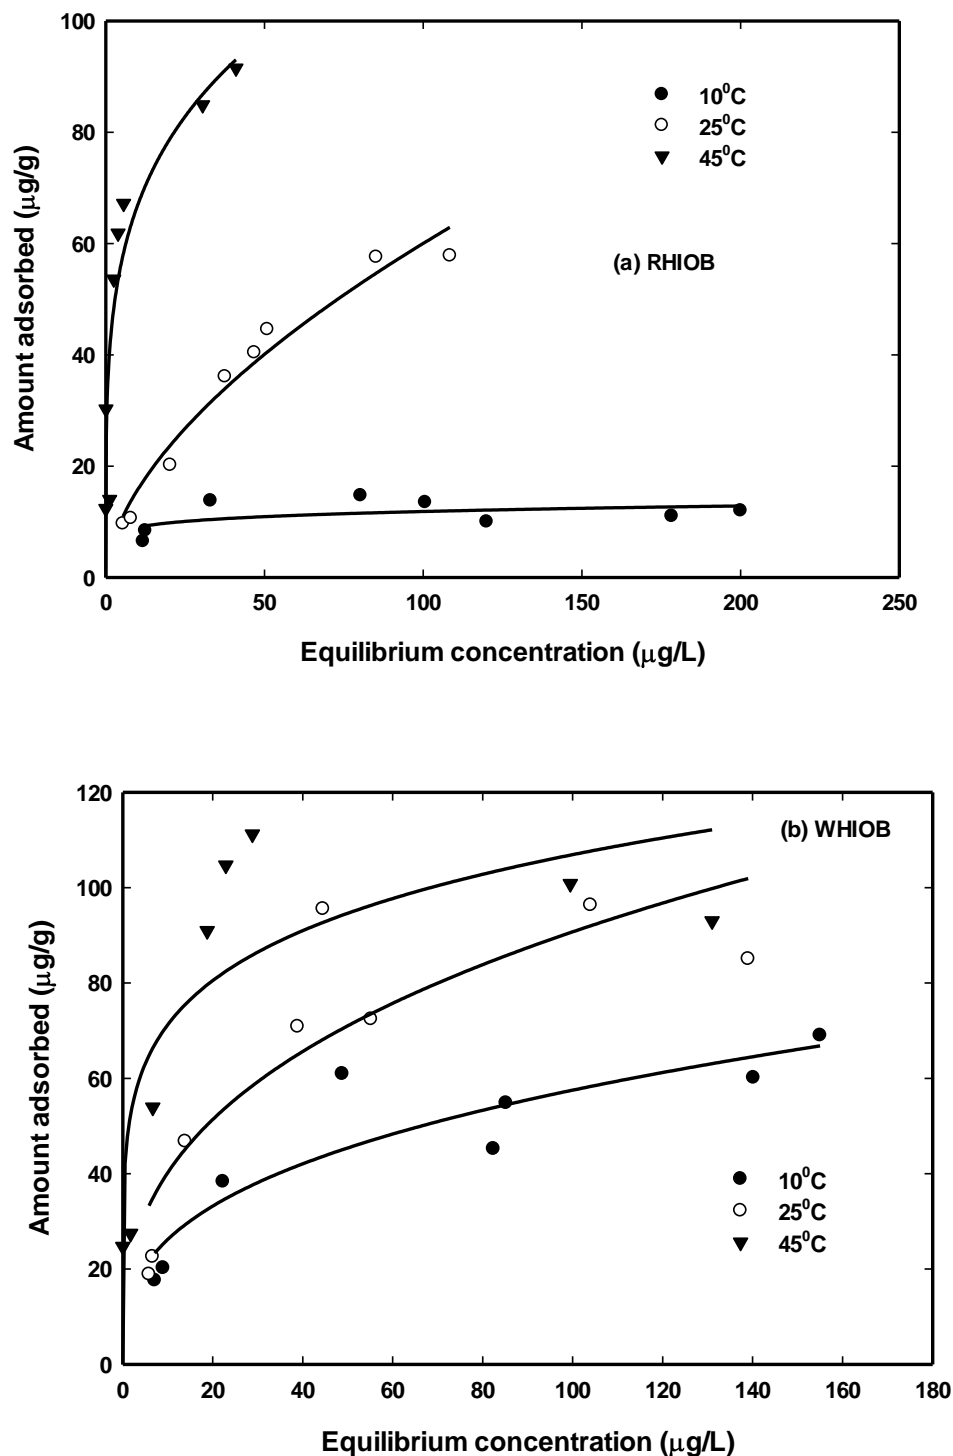 100
80
60
40
20
0
Amount adsorbed (μg/g)
10⁰C
25⁰C
45⁰C
(a) RHIOB
0 50 100 150 200 250
Equilibrium concentration (μg/L)
120
100
80
60
40
20
0
Amount adsorbed (μg/g)
(b) WHIOB
10⁰C
25⁰C
45⁰C
0 20 40 60 80 100 120 140 160 180
Equilibrium concentration (μg/L)